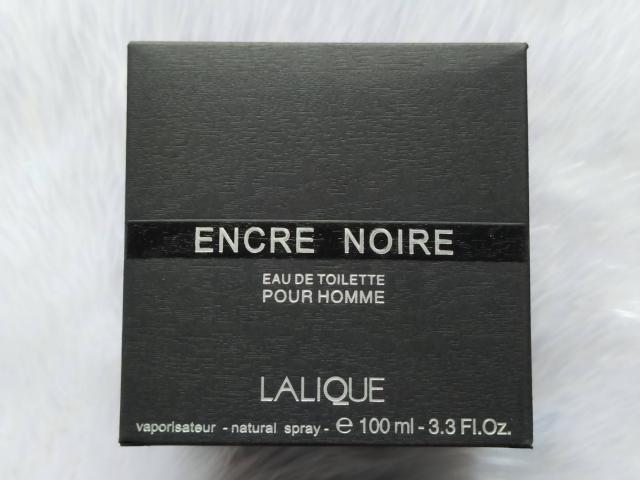 ENCRE NOIRE
EAU DE TOILETTE
POUR HOMME
LALIQUE
vaporisateur - natural spray - ℮ 100 ml - 3.3 Fl.Oz.